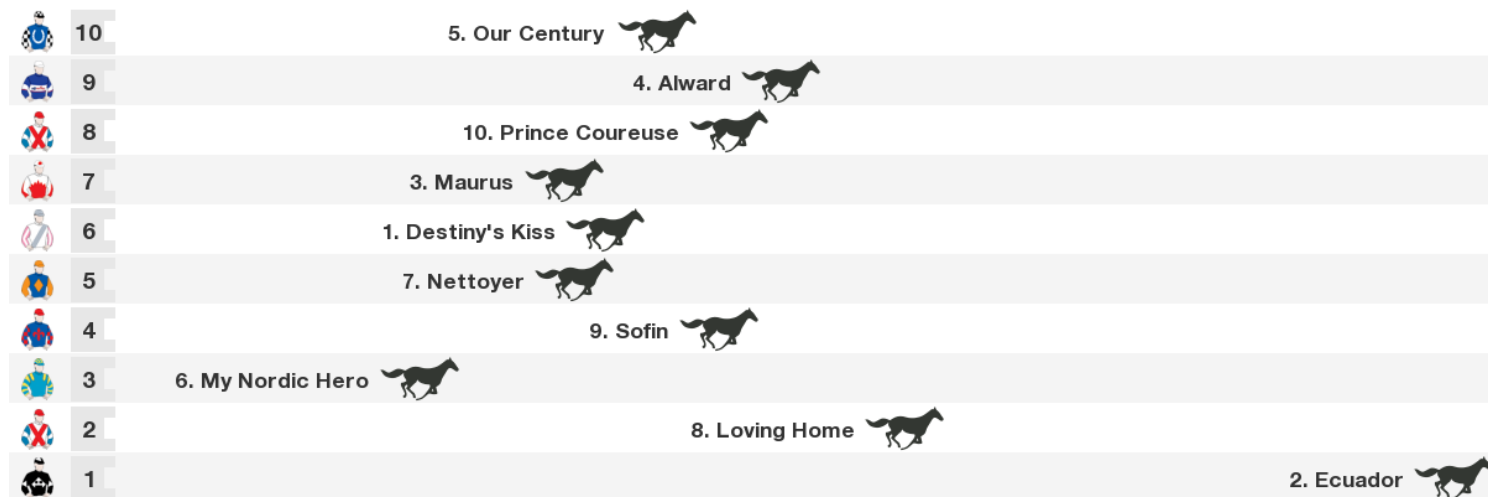 10 5. Our Century
9 4. Alward
8 10. Prince Coureuse
7 3. Maurus
6 1. Destiny's Kiss
5 7. Nettoyer
4 9. Sofin
3 6. My Nordic Hero
2 8. Loving Home
1 2. Ecuador